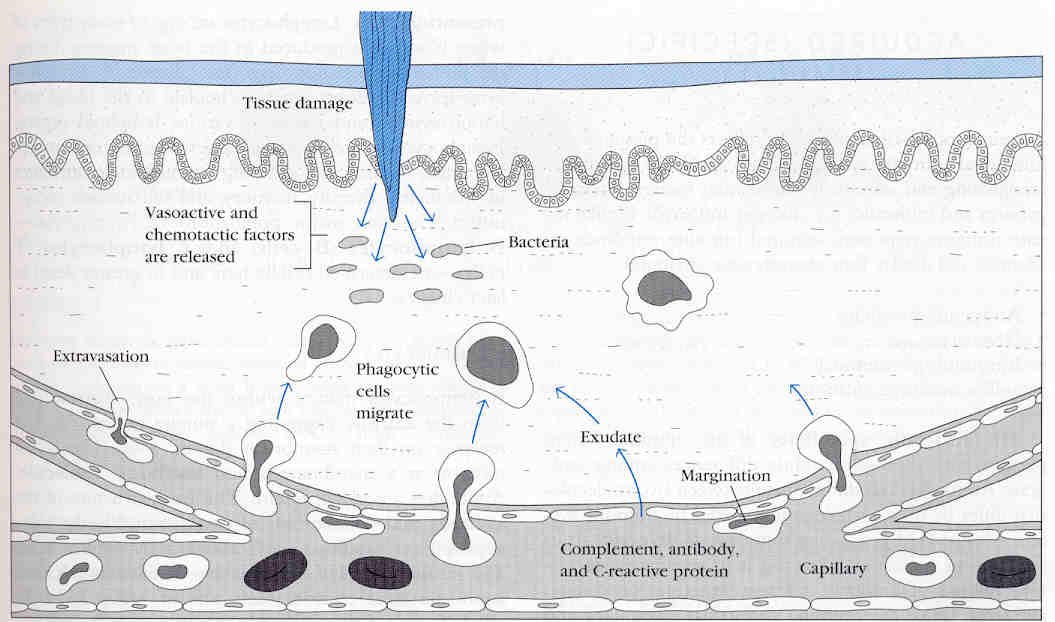 Tissue damage
Vasoactive and
chemotactic factors
are released
Bacteria
Extravasation
Phagocytic
cells
migrate
Exudate
Margination
Complement, antibody,
and C-reactive protein
Capillary